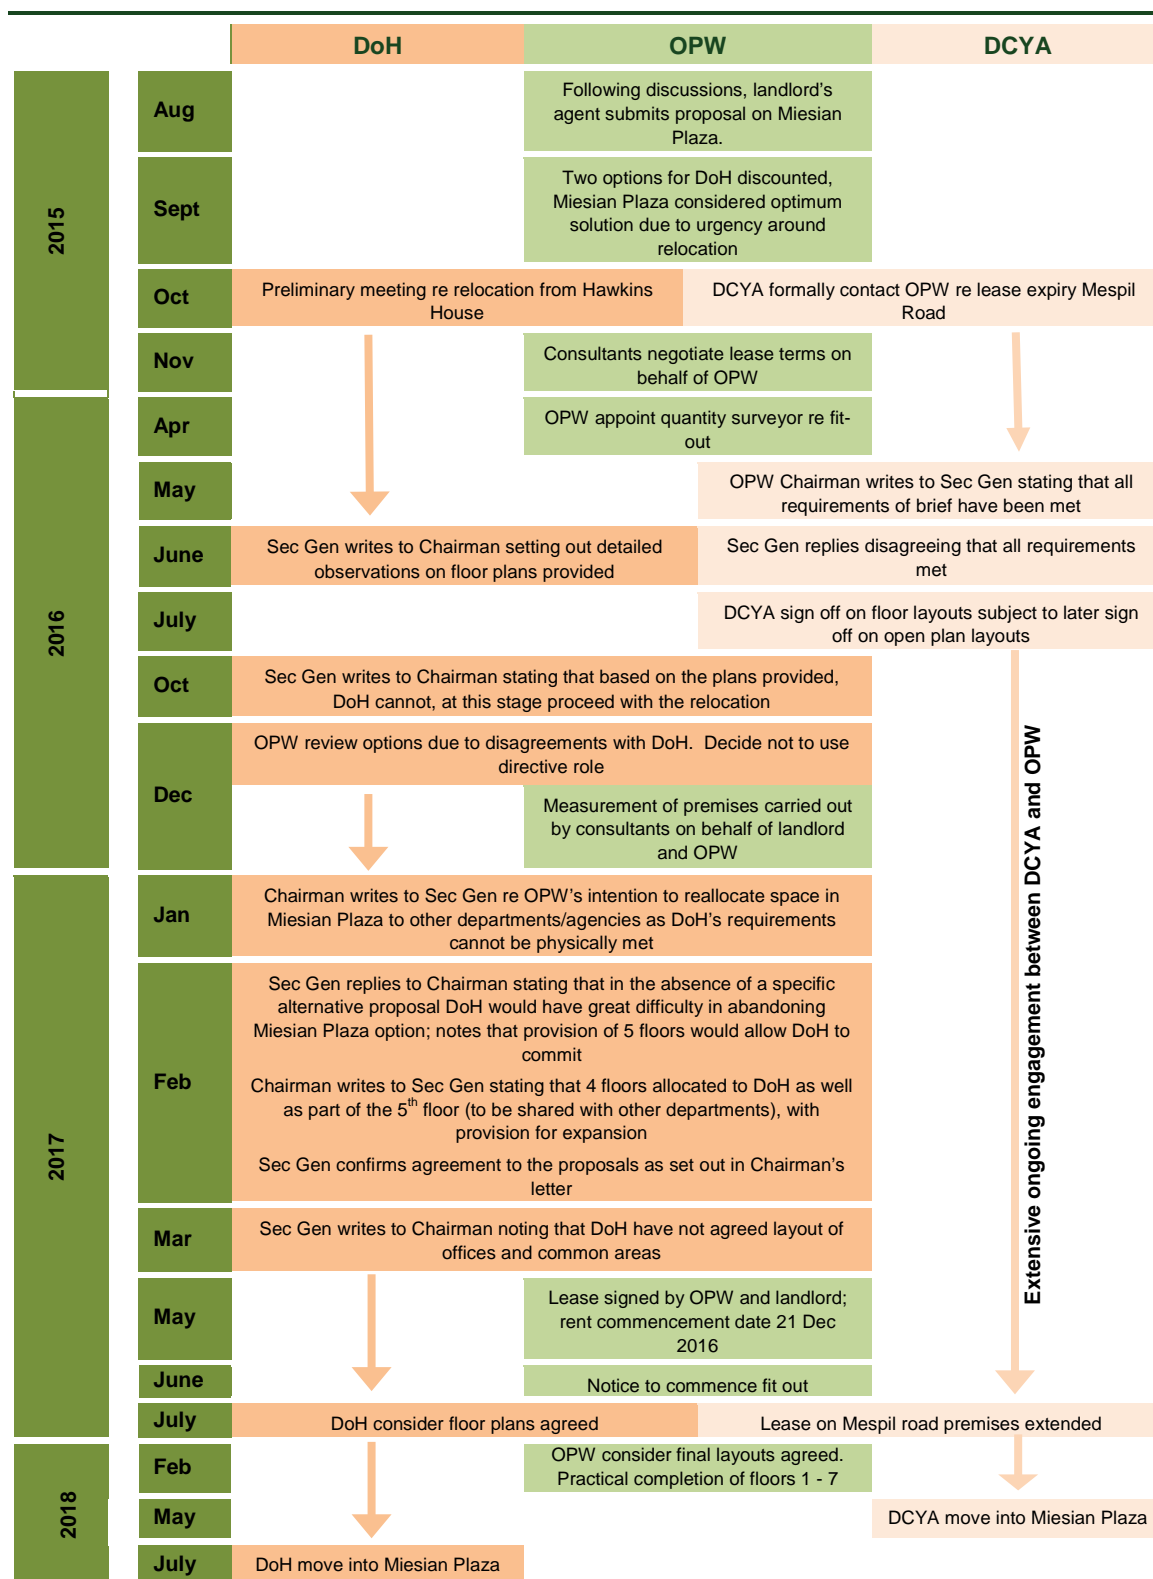 DoH OPW DCYA
2015
Aug
Following discussions, landlord's
agent submits proposal on Miesian
Plaza.
Sept
Two options for DoH discounted,
Miesian Plaza considered optimum
solution due to urgency around
relocation
Oct
Preliminary meeting re relocation from Hawkins
House
DCYA formally contact OPW re lease expiry Mespil
Road
Nov
Consultants negotiate lease terms on
behalf of OPW
2016
Apr
OPW appoint quantity surveyor re fit-
out
May
OPW Chairman writes to Sec Gen stating that all
requirements of brief have been met
June
Sec Gen writes to Chairman setting out detailed
observations on floor plans provided
Sec Gen replies disagreeing that all requirements
met
July
DCYA sign off on floor layouts subject to later sign
off on open plan layouts
Oct
Sec Gen writes to Chairman stating that based on the plans provided,
DoH cannot, at this stage proceed with the relocation
Dec
OPW review options due to disagreements with DoH.  Decide not to use
directive role
Measurement of premises carried out
by consultants on behalf of landlord
and OPW
Extensive ongoing engagement between DCYA and OPW
2017
Jan
Chairman writes to Sec Gen re OPW's intention to reallocate space in
Miesian Plaza to other departments/agencies as DoH's requirements
cannot be physically met
Feb
Sec Gen replies to Chairman stating that in the absence of a specific
alternative proposal DoH would have great difficulty in abandoning
Miesian Plaza option; notes that provision of 5 floors would allow DoH to
commit
Chairman writes to Sec Gen stating that 4 floors allocated to DoH as well
as part of the 5th floor (to be shared with other departments), with
provision for expansion
Sec Gen confirms agreement to the proposals as set out in Chairman's
letter
Mar
Sec Gen writes to Chairman noting that DoH have not agreed layout of
offices and common areas
May
Lease signed by OPW and landlord;
rent commencement date 21 Dec
2016
June
Notice to commence fit out
July
DoH consider floor plans agreed
Lease on Mespil road premises extended
2018
Feb
OPW consider final layouts agreed.
Practical completion of floors 1 - 7
May
DCYA move into Miesian Plaza
July
DoH move into Miesian Plaza